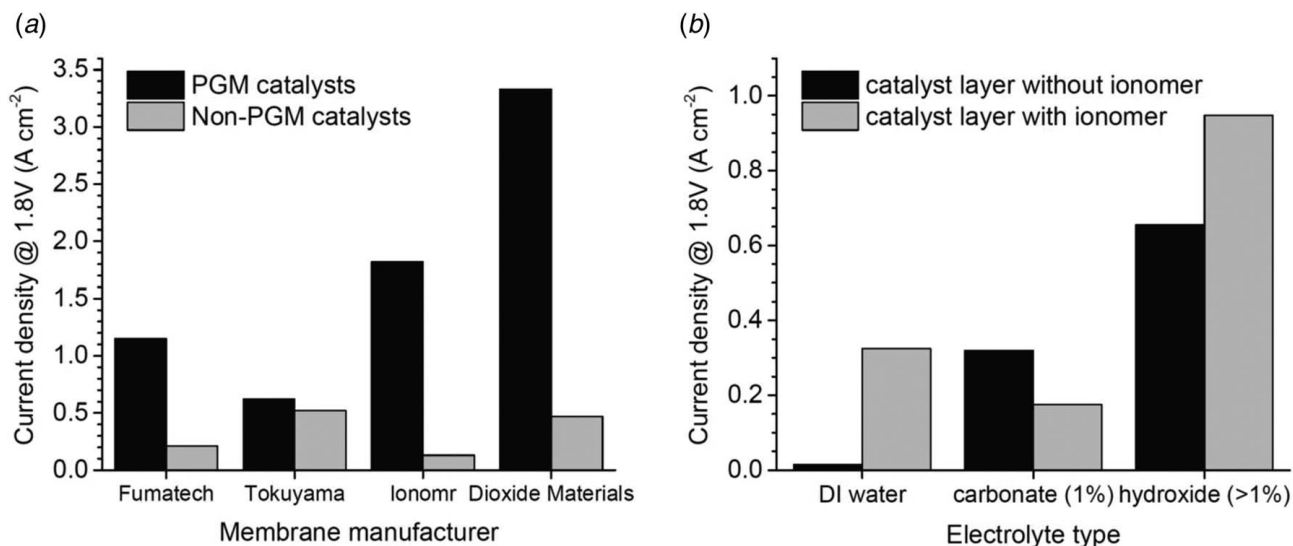 (a)
Current density @ 1.8V (A cm-2)
3.5
3.0
2.5
2.0
1.5
1.0
0.5
0.0
PGM catalysts
Non-PGM catalysts
Fumatech Tokuyama Ionomr Dioxide Materials
Membrane manufacturer
(b)
Current density @ 1.8V (A cm-2)
1.0
0.8
0.6
0.4
0.2
0.0
catalyst layer without ionomer
catalyst layer with ionomer
DI water carbonate (1%) hydroxide (>1%)
Electrolyte type